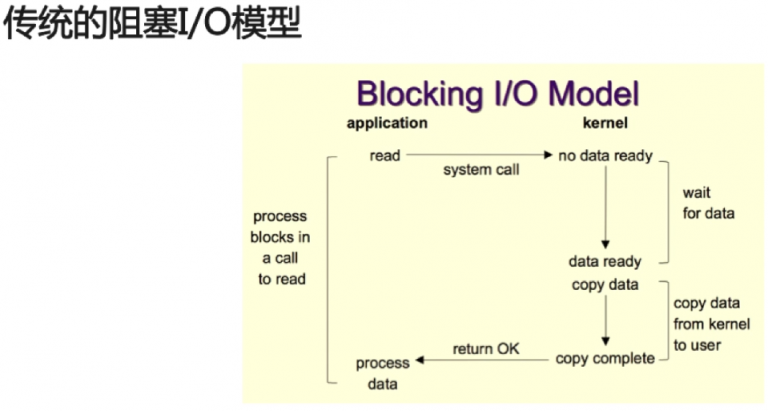 传统的阻塞I/O模型
Blocking I/O Model
application
kernel
read
system call
no data ready
wait
for data
process
blocks in
a call
to read
data ready
copy data
copy data
from kernel
to user
return OK
copy complete
process
data